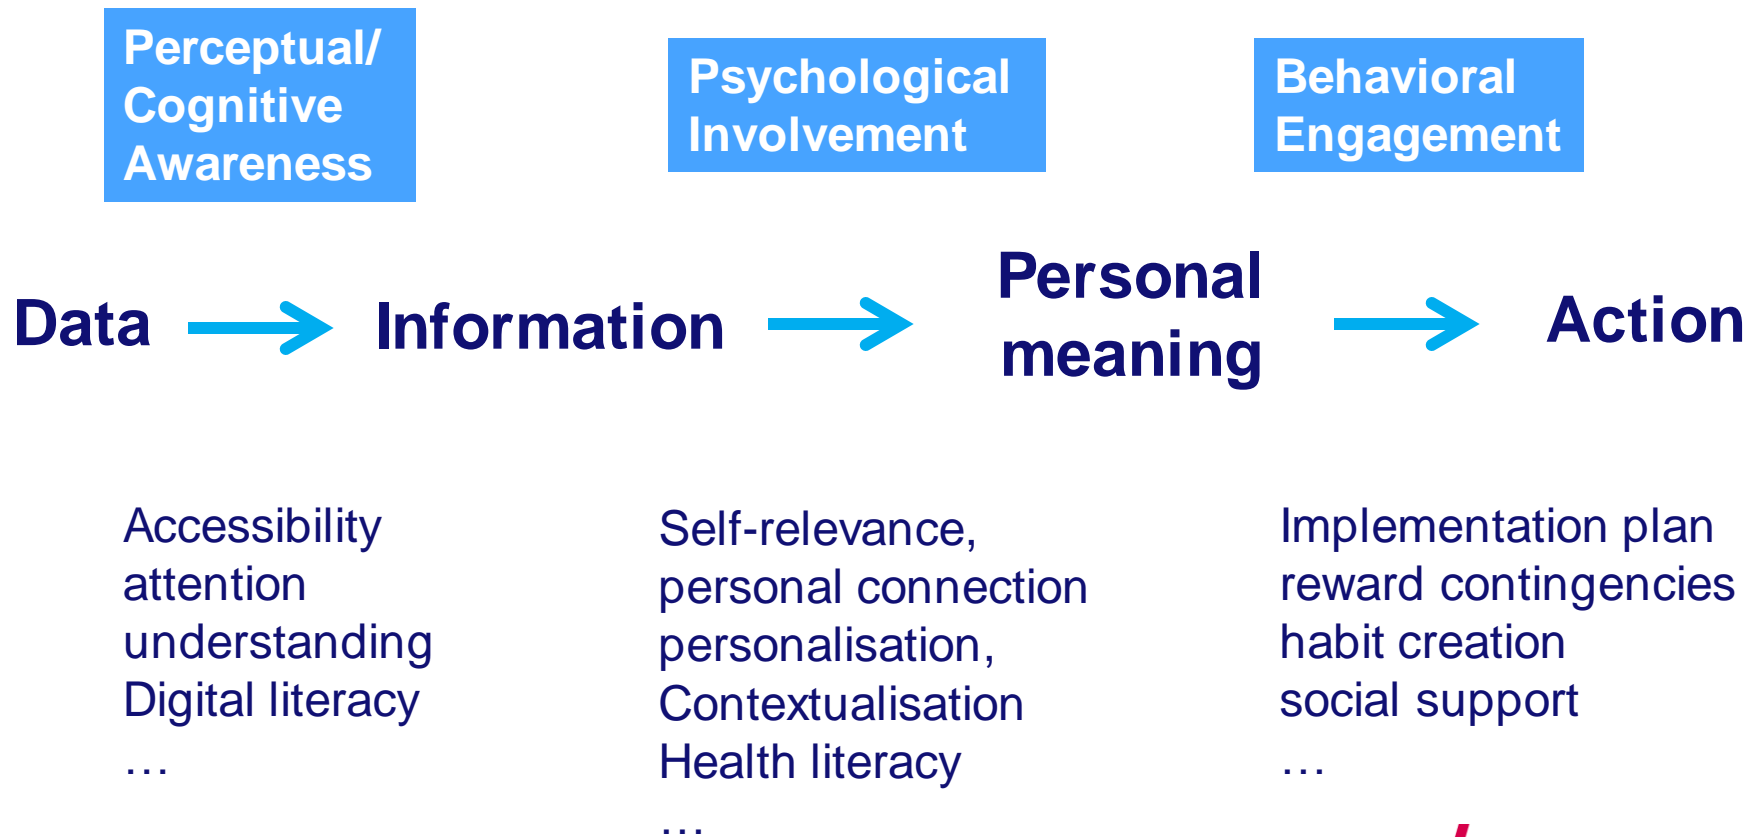 Perceptual/
Cognitive
Awareness
Psychological
Involvement
Behavioral
Engagement
Data
Information
Personal
meaning
Action
Accessibility
attention
understanding
Digital literacy
…
Self-relevance,
personal connection
personalisation,
Contextualisation
Health literacy
…
Implementation plan
reward contingencies
habit creation
social support
…